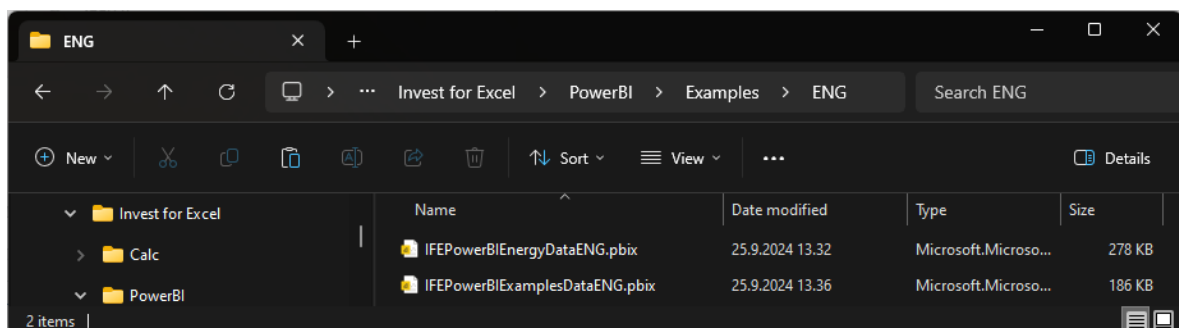 ENG
Invest for Excel > PowerBI > Examples > ENG Search ENG
New Sort View ... Details
Invest for Excel
Calc
PowerBI
Name Date modified Type Size
IFEPowerBIEnergyDataENG.pbix 25.9.2024 13.32 Microsoft.Microso... 278 KB
IFEPowerBIExamplesDataENG.pbix 25.9.2024 13.36 Microsoft.Microso... 186 KB
2 items